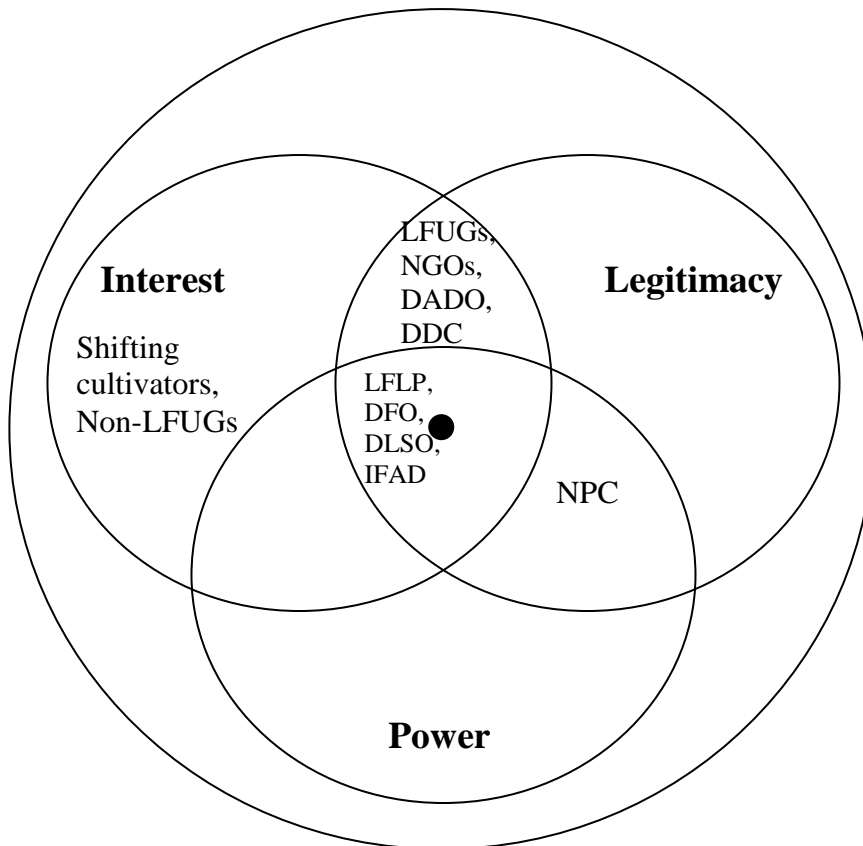 LFUGs,
NGOs,
DADO,
DDC
Interest
Legitimacy
Shifting
cultivators,
Non-LFUGs
LFLP,
DFO,
DLSO,
IFAD
NPC
Power